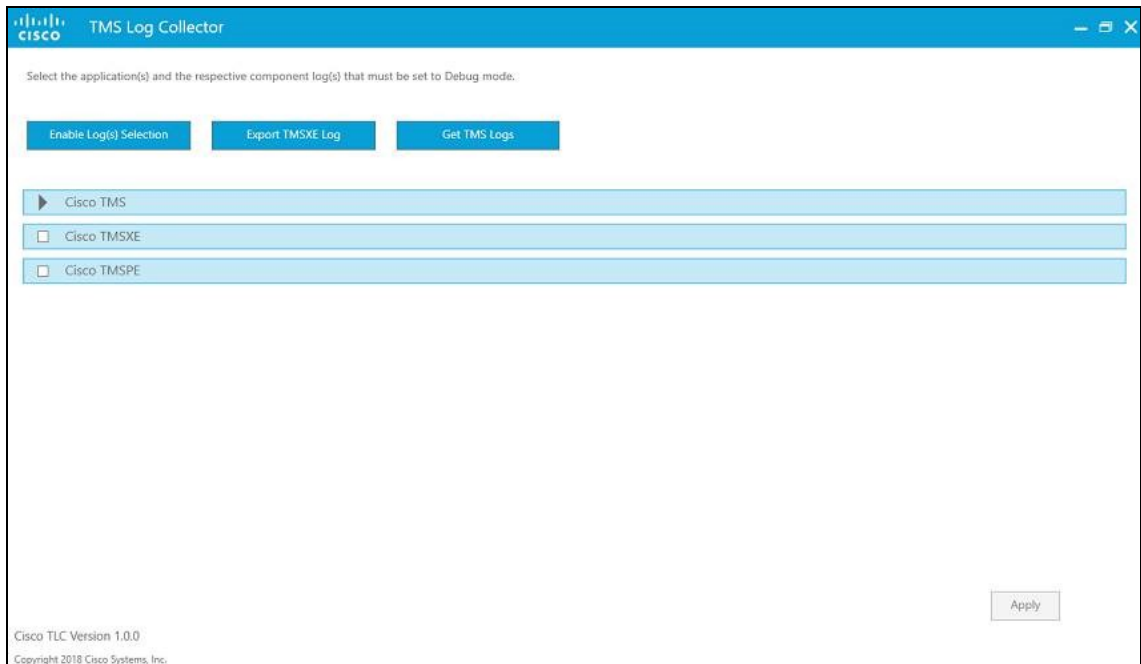 CISCO TMS Log Collector
Select the application(s) and the respective component log(s) that must be set to Debug mode.
Enable Log(s) Selection Export TMSXE Log Get TMS Logs
Cisco TMS
Cisco TMSXE
Cisco TMSPE
Apply
Cisco TLC Version 1.0.0
Copyright 2018 Cisco Systems, Inc.